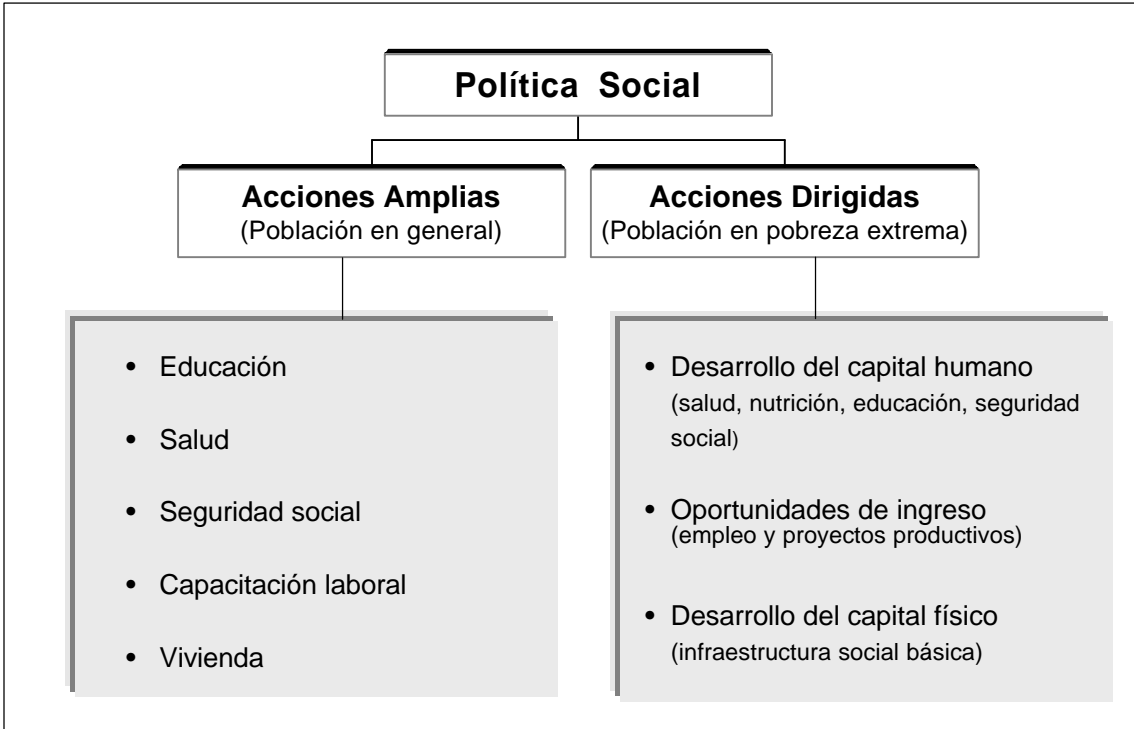 Política Social
Acciones Amplias
(Población en general)
Acciones Dirigidas
(Población en pobreza extrema)
• Educación
• Salud
• Seguridad social
• Capacitación laboral
• Vivienda
• Desarrollo del capital humano
(salud, nutrición, educación, seguridad
social)
• Oportunidades de ingreso
(empleo y proyectos productivos)
• Desarrollo del capital físico
(infraestructura social básica)